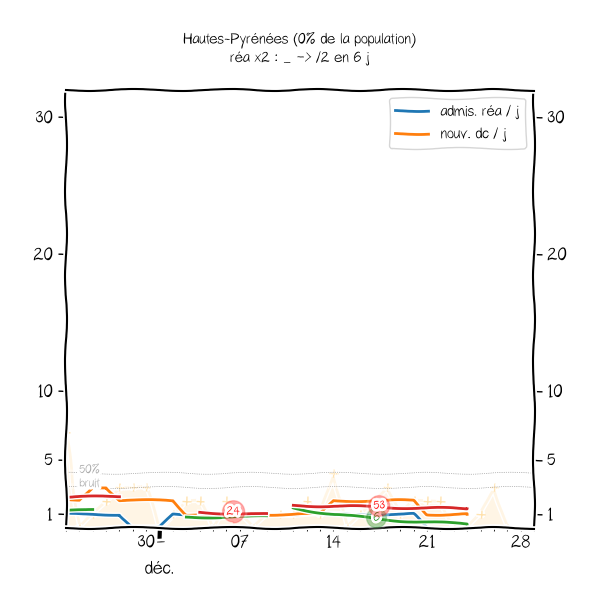 Hautes-Pyrénées (0% de la population)
réa x2 : _ -> /2 en 6 j
admis. réa / j
nouv. dc / j
30 30
20 20
10 10
5 5
50%
bruit
1 1
24
53
6
30 07 14 21 28
déc.